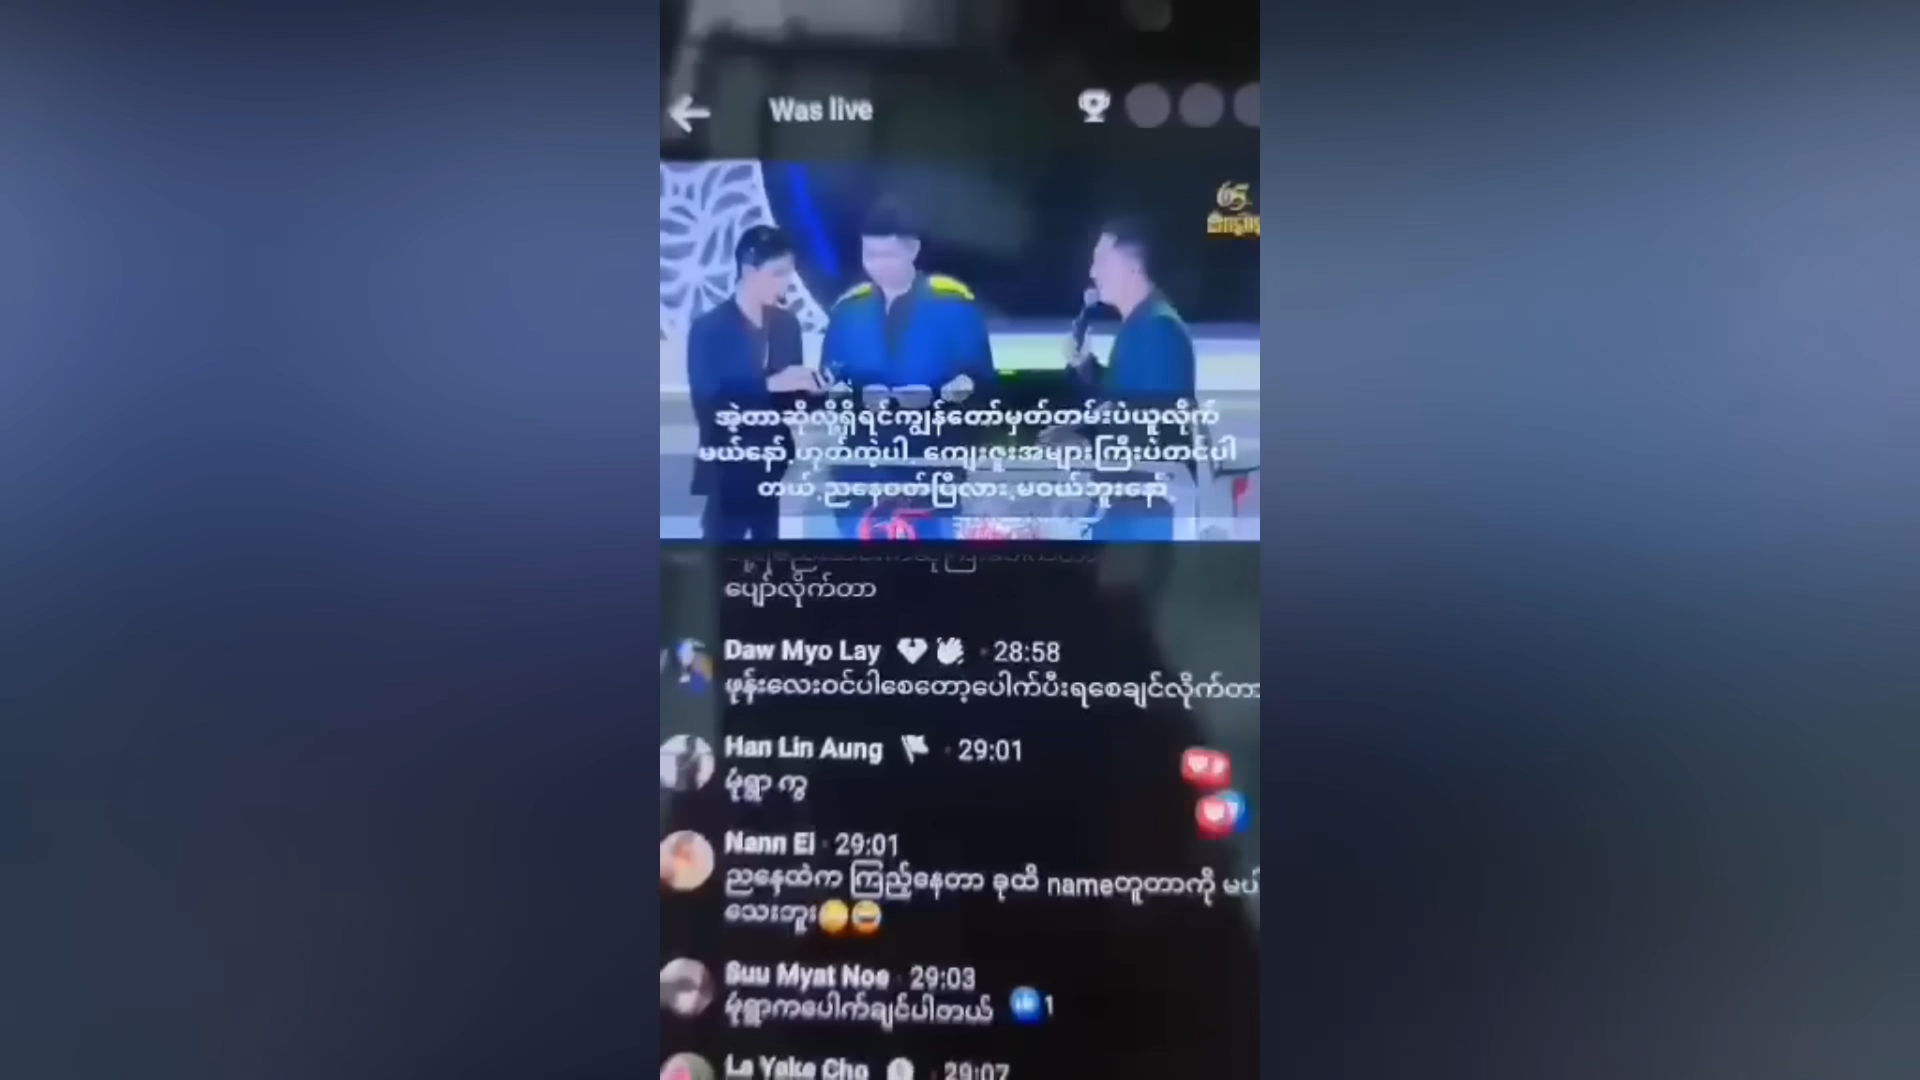 Was live
အဲ့တာဆိုလို့ရှိရင်ကျွန်တော်မှတ်တမ်းပဲယူလိုက်
မယ်နော်.ဟုတ်ကဲ့ပါ. ကျေးဇူးအများကြီးပဲတင်ပါ
တယ်.ညနေဝတ်ပြီလား.မဝယ်ဘူးနော်.
ပျော်လိုက်တာ
Daw Myo Lay · 28:58
ဖုန်းလေးဝင်ပါစေတော့ပေါက်ပီးရစေချင်လိုက်တာ
Han Lin Aung · 29:01
မုံရွာ ကွ
Nann Ei · 29:01
ညနေထဲက ကြည့်နေတာ ခုထိ nameတူတာကို
သေးဘူး😀😂
Suu Myat Noe · 29:03
မုံရွာကပေါက်ချင်ပါတယ် 1
La Yake Cho · 29:07